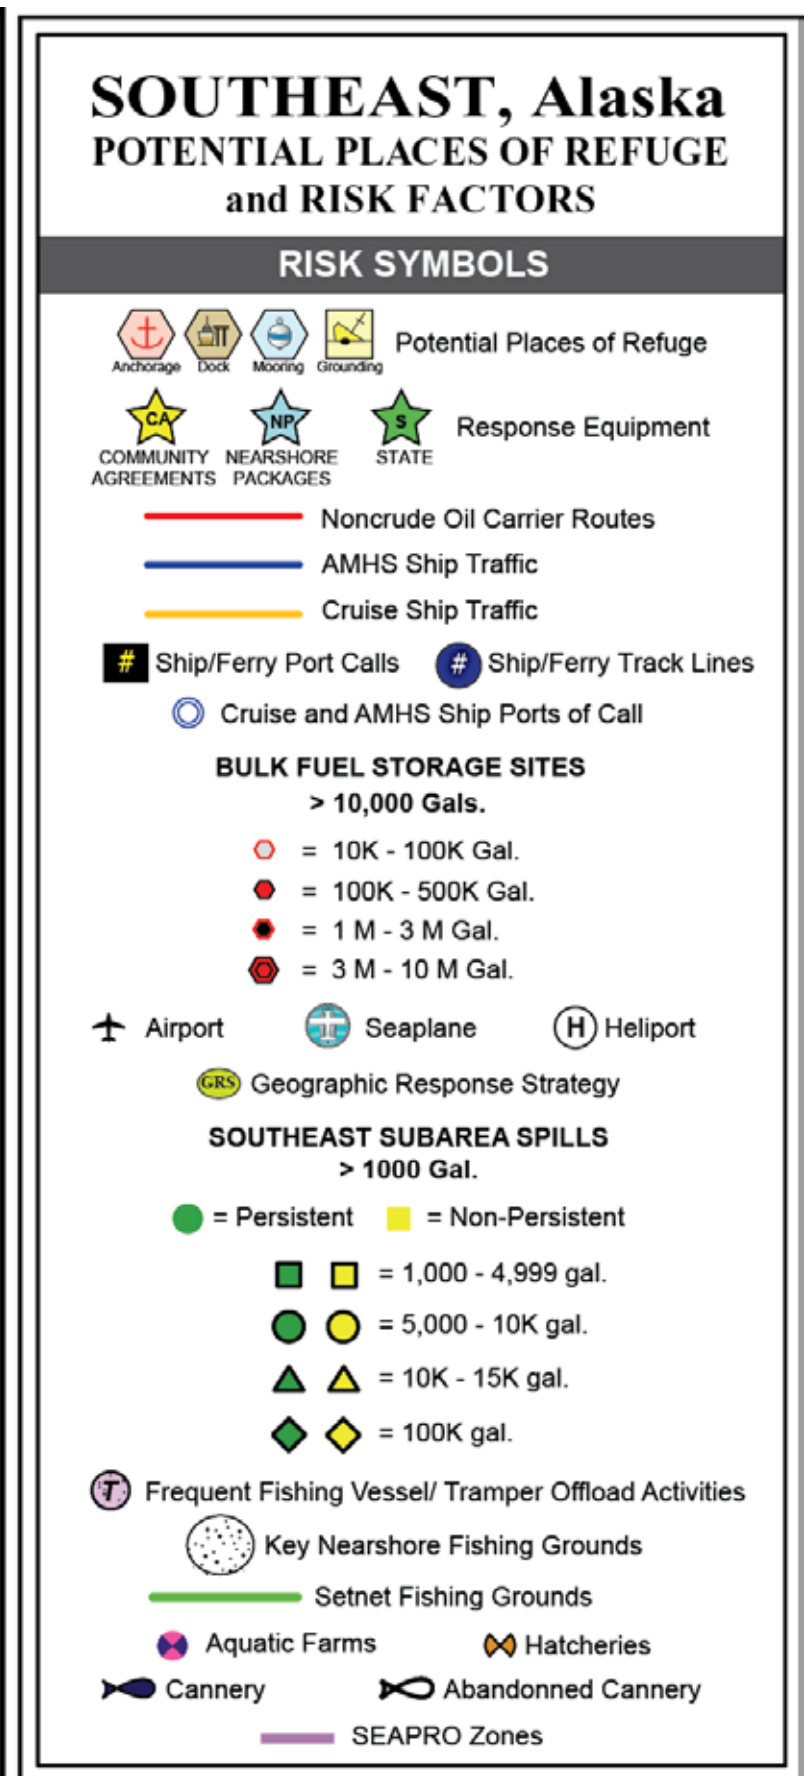 SOUTHEAST, Alaska
POTENTIAL PLACES OF REFUGE
and RISK FACTORS
RISK SYMBOLS
Anchorage Dock Mooring Grounding Potential Places of Refuge
CA NP S Response Equipment
COMMUNITY AGREEMENTS NEARSHORE PACKAGES STATE
Noncrude Oil Carrier Routes
AMHS Ship Traffic
Cruise Ship Traffic
# Ship/Ferry Port Calls # Ship/Ferry Track Lines
Cruise and AMHS Ship Ports of Call
BULK FUEL STORAGE SITES
> 10,000 Gals.
= 10K - 100K Gal.
= 100K - 500K Gal.
= 1 M - 3 M Gal.
= 3 M - 10 M Gal.
Airport Seaplane H Heliport
GRS Geographic Response Strategy
SOUTHEAST SUBAREA SPILLS
> 1000 Gal.
= Persistent = Non-Persistent
= 1,000 - 4,999 gal.
= 5,000 - 10K gal.
= 10K - 15K gal.
= 100K gal.
T Frequent Fishing Vessel/ Tramper Offload Activities
Key Nearshore Fishing Grounds
Setnet Fishing Grounds
Aquatic Farms Hatcheries
Cannery Abandonned Cannery
SEAPRO Zones